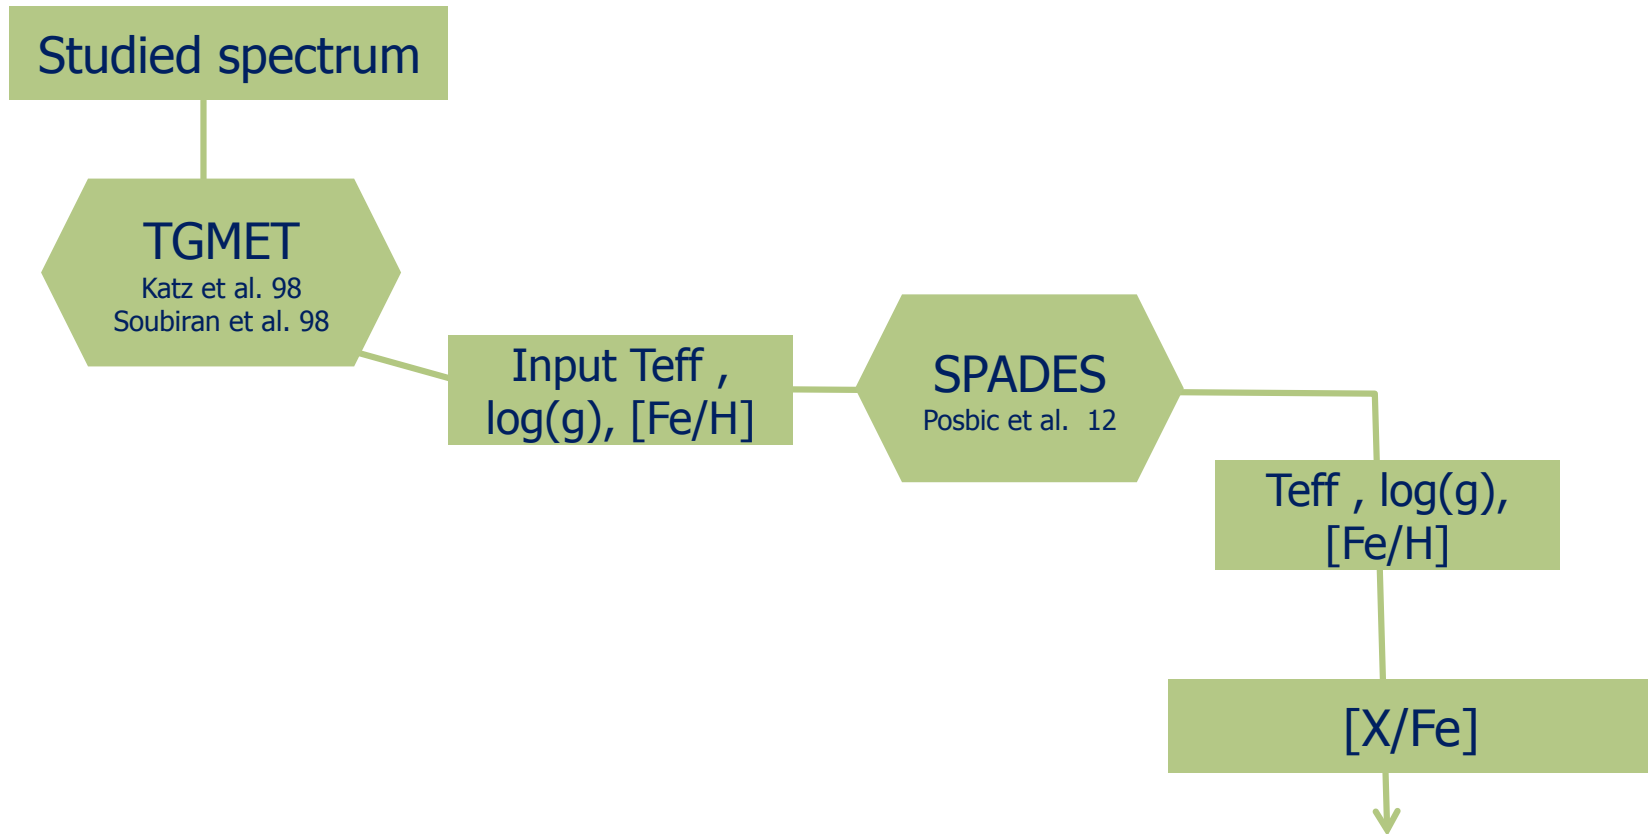 Studied spectrum
TGMET
Katz et al. 98
Soubiran et al. 98
Input Teff ,
log(g), [Fe/H]
SPADES
Posbic et al.  12
Teff , log(g),
[Fe/H]
[X/Fe]